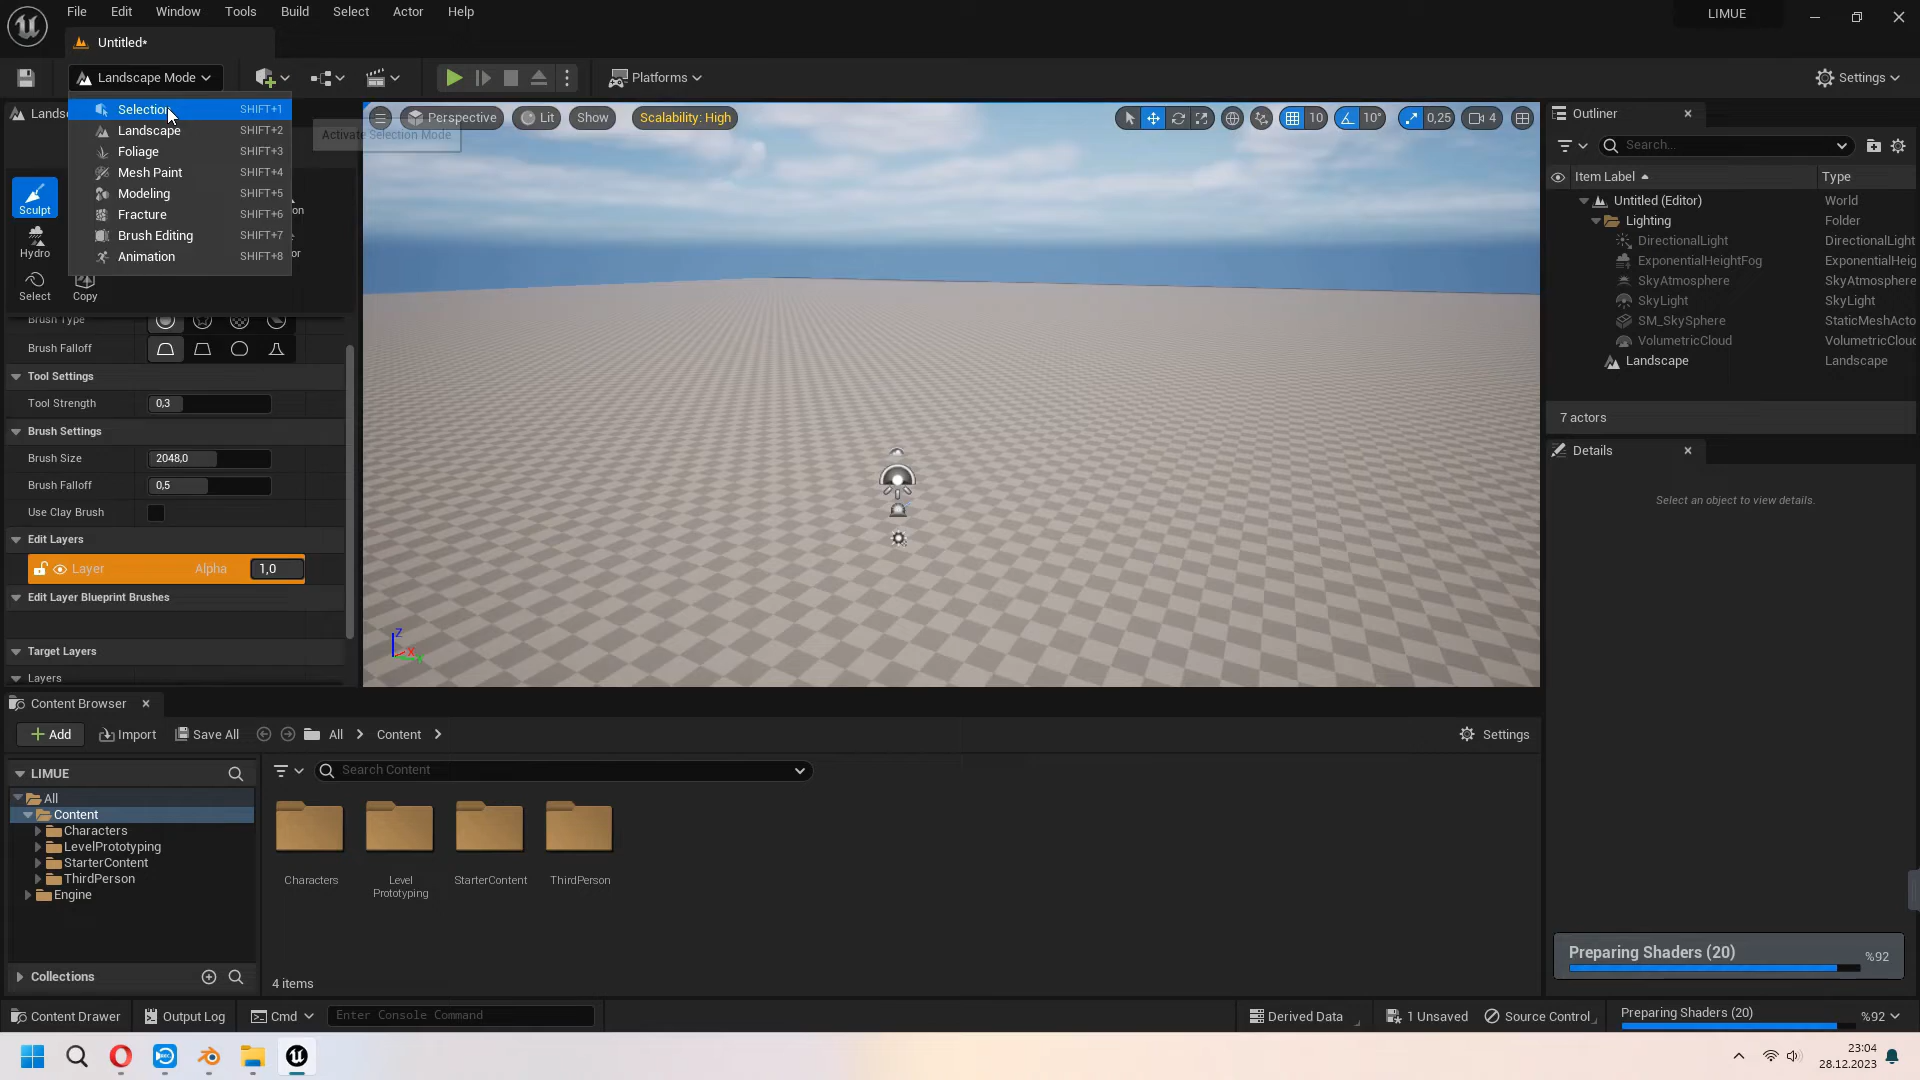 File Edit Window Tools Build Select Actor Help
LIMUE
Untitled*
Landscape Mode
Platforms
Settings
Selection SHIFT+1
Landscape SHIFT+2
Foliage SHIFT+3
Mesh Paint SHIFT+4
Modeling SHIFT+5
Fracture SHIFT+6
Brush Editing SHIFT+7
Animation SHIFT+8
Activate Selection Mode
Sculpt
Hydro
Select Copy
Brush Type
Brush Falloff
Tool Settings
Tool Strength 0,3
Brush Settings
Brush Size 2048,0
Brush Falloff 0,5
Use Clay Brush
Edit Layers
Layer Alpha 1,0
Edit Layer Blueprint Brushes
Target Layers
Layers
Perspective Lit Show Scalability: High
10 10° 0,25 4
Z
X
Outliner
Search...
Item Label Type
Untitled (Editor) World
Lighting Folder
DirectionalLight DirectionalLight
ExponentialHeightFog ExponentialHeig
SkyAtmosphere SkyAtmosphere
SkyLight SkyLight
SM_SkySphere StaticMeshActo
VolumetricCloud VolumetricCloud
Landscape Landscape
7 actors
Details
Select an object to view details.
Content Browser
Add Import Save All All Content Settings
LIMUE
Search Content
All
Content
Characters
LevelPrototyping
StarterContent
ThirdPerson
Engine
Collections
Characters
Level
Prototyping
StarterContent
ThirdPerson
4 items
Preparing Shaders (20) %92
Content Drawer Output Log Cmd Enter Console Command Derived Data 1 Unsaved Source Control Preparing Shaders (20) %92
23:04
28.12.2023